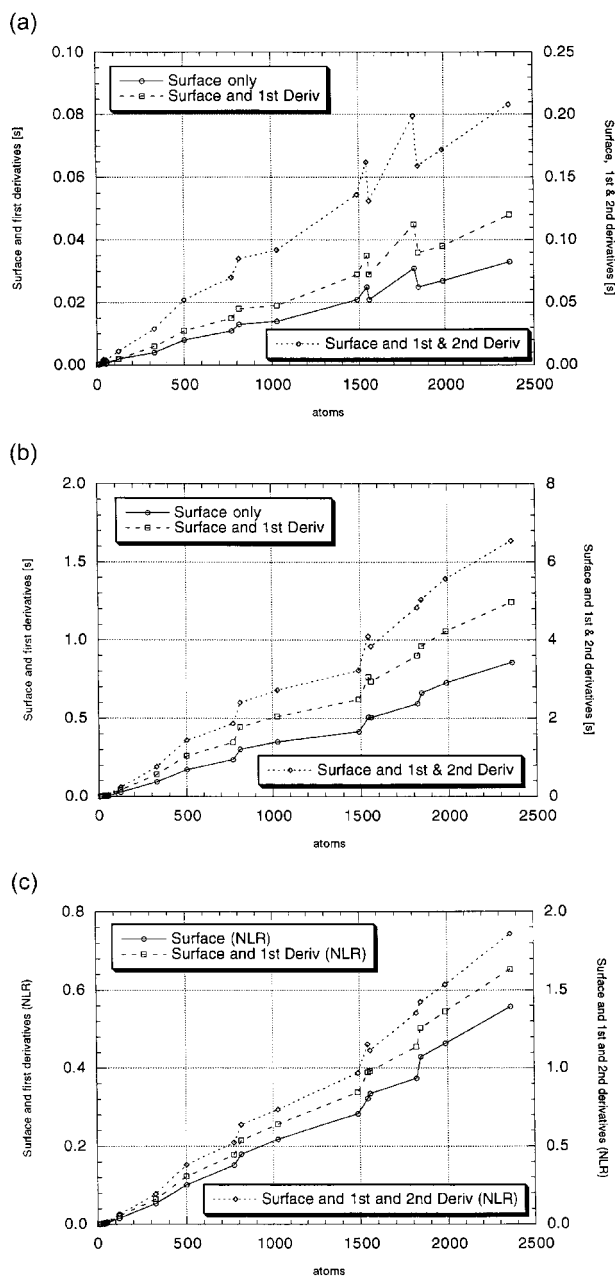 (a)
0.10
0.08
0.06
0.04
0.02
0.00
Surface and first derivatives [s]
Surface only
Surface and 1st Deriv
Surface and 1st & 2nd Deriv
0.25
0.20
0.15
0.10
0.05
0.00
Surface, 1st & 2nd derivatives [s]
0 500 1000 1500 2000 2500
atoms
(b)
2.0
1.5
1.0
0.5
0.0
Surface and first derivatives [s]
Surface only
Surface and 1st Deriv
Surface and 1st & 2nd Deriv
8
6
4
2
0
Surface and 1st & 2nd derivatives [s]
0 500 1000 1500 2000 2500
atoms
(c)
0.8
0.6
0.4
0.2
0.0
Surface and first derivatives (NLR)
Surface (NLR)
Surface and 1st Deriv (NLR)
Surface and 1st and 2nd Deriv (NLR)
2.0
1.5
1.0
0.5
0.0
Surface and 1st and 2nd derivatives (NLR)
0 500 1000 1500 2000 2500
atoms